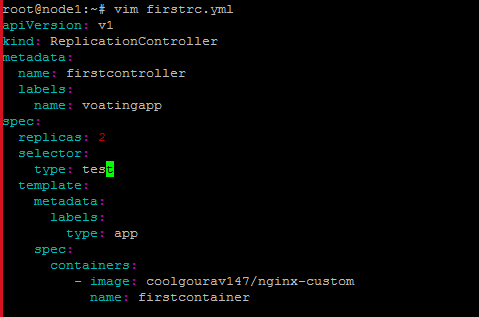 root@node1:~# vim firstrc.yml
apiVersion: v1
kind: ReplicationController
metadata:
  name: firstcontroller
  labels:
    name: voatingapp
spec:
  replicas: 2
  selector:
    type: test
  template:
    metadata:
      labels:
        type: app
    spec:
      containers:
         - image: coolgourav147/nginx-custom
           name: firstcontainer